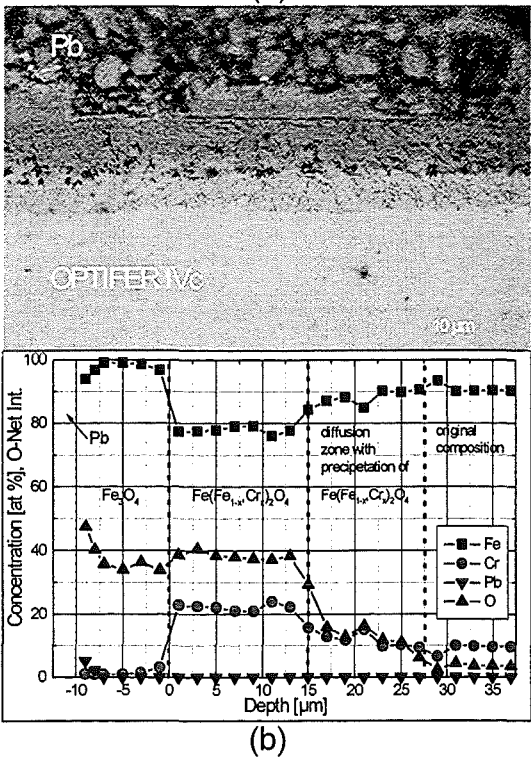 Pb
OPTIFER IVc
10 µm
Concentration [at %], O-Net Int.
100
80
60
40
20
0
Pb
Fe3O4
Fe(Fe1-x,Crx)2O4
diffusion
zone with
precipetation of
Fe(Fe1-x,Crx)2O4
original
composition
Fe
Cr
Pb
O
-10 -5 0 5 10 15 20 25 30 35
Depth [µm]
(b)